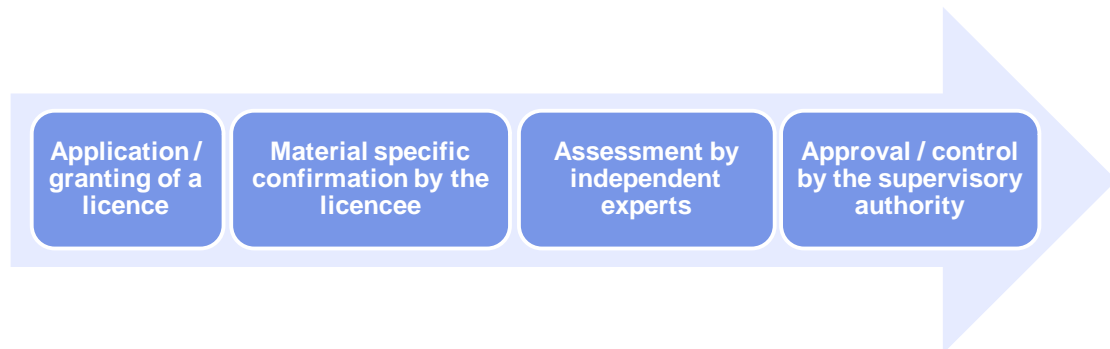 Application /
granting of a
licence
Material specific
confirmation by the
licencee
Assessment by
independent
experts
Approval / control
by the supervisory
authority